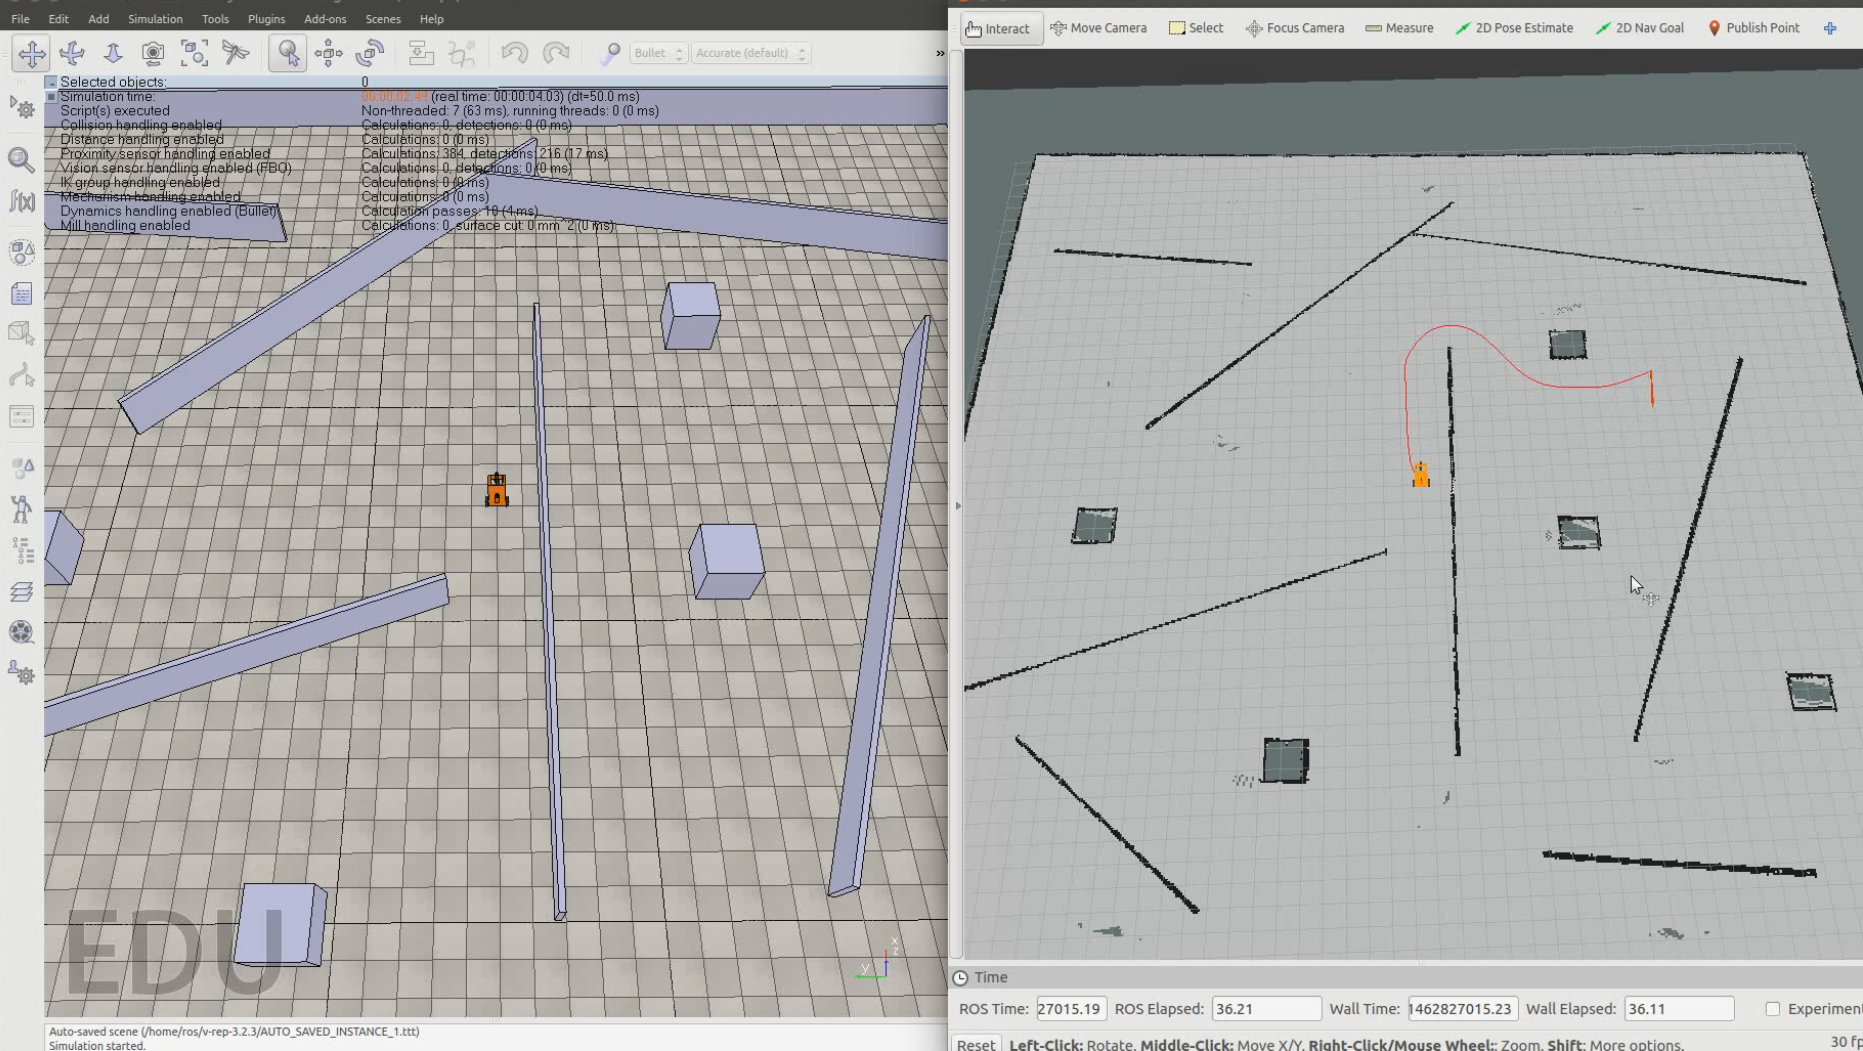 File Edit Add Simulation Tools Plugins Add-ons Scenes Help
Bullet Accurate (default) »
Selected objects: 0
Simulation time: 00:00:02.49 (real time: 00:00:04.03) (dt=50.0 ms)
Script(s) executed Non-threaded: 7 (63 ms), running threads: 0 (0 ms)
Collision handling enabled Calculations: 0, detections: 0 (0 ms)
Distance handling enabled Calculations: 0 (0 ms)
Proximity sensor handling enabled Calculations: 384, detections: 216 (17 ms)
Vision sensor handling enabled (FBO) Calculations: 0, detections: 0 (0 ms)
IK group handling enabled Calculations: 0 (0 ms)
Mechanism handling enabled Calculations: 0 (0 ms)
Dynamics handling enabled (Bullet) Calculation passes: 10 (4 ms)
Mill handling enabled Calculations: 0, surface cut: 0 mm^2 (0 ms)
f(x)
EDU
x
z
y
Auto-saved scene (/home/ros/v-rep-3.2.3/AUTO_SAVED_INSTANCE_1.ttt)
Simulation started.
Interact Move Camera Select Focus Camera Measure 2D Pose Estimate 2D Nav Goal Publish Point
Time
ROS Time: 27015.19 ROS Elapsed: 36.21 Wall Time: 1462827015.23 Wall Elapsed: 36.11 Experimen
Reset Left-Click: Rotate. Middle-Click: Move X/Y. Right-Click/Mouse Wheel:: Zoom. Shift: More options. 30 fp